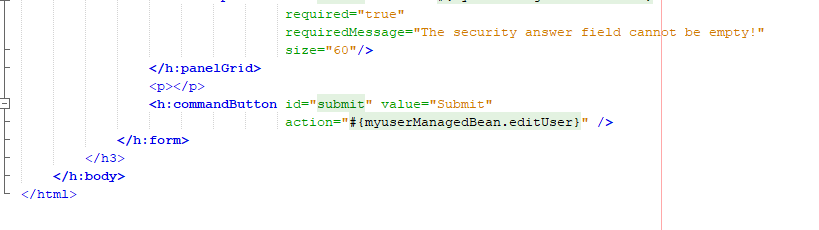 required="true"
requiredMessage="The security answer field cannot be empty!"
size="60"/>
</h:panelGrid>
<p></p>
<h:commandButton id="submit" value="Submit"
action="#{myuserManagedBean.editUser}" />
</h:form>
</h3>
</h:body>
</html>